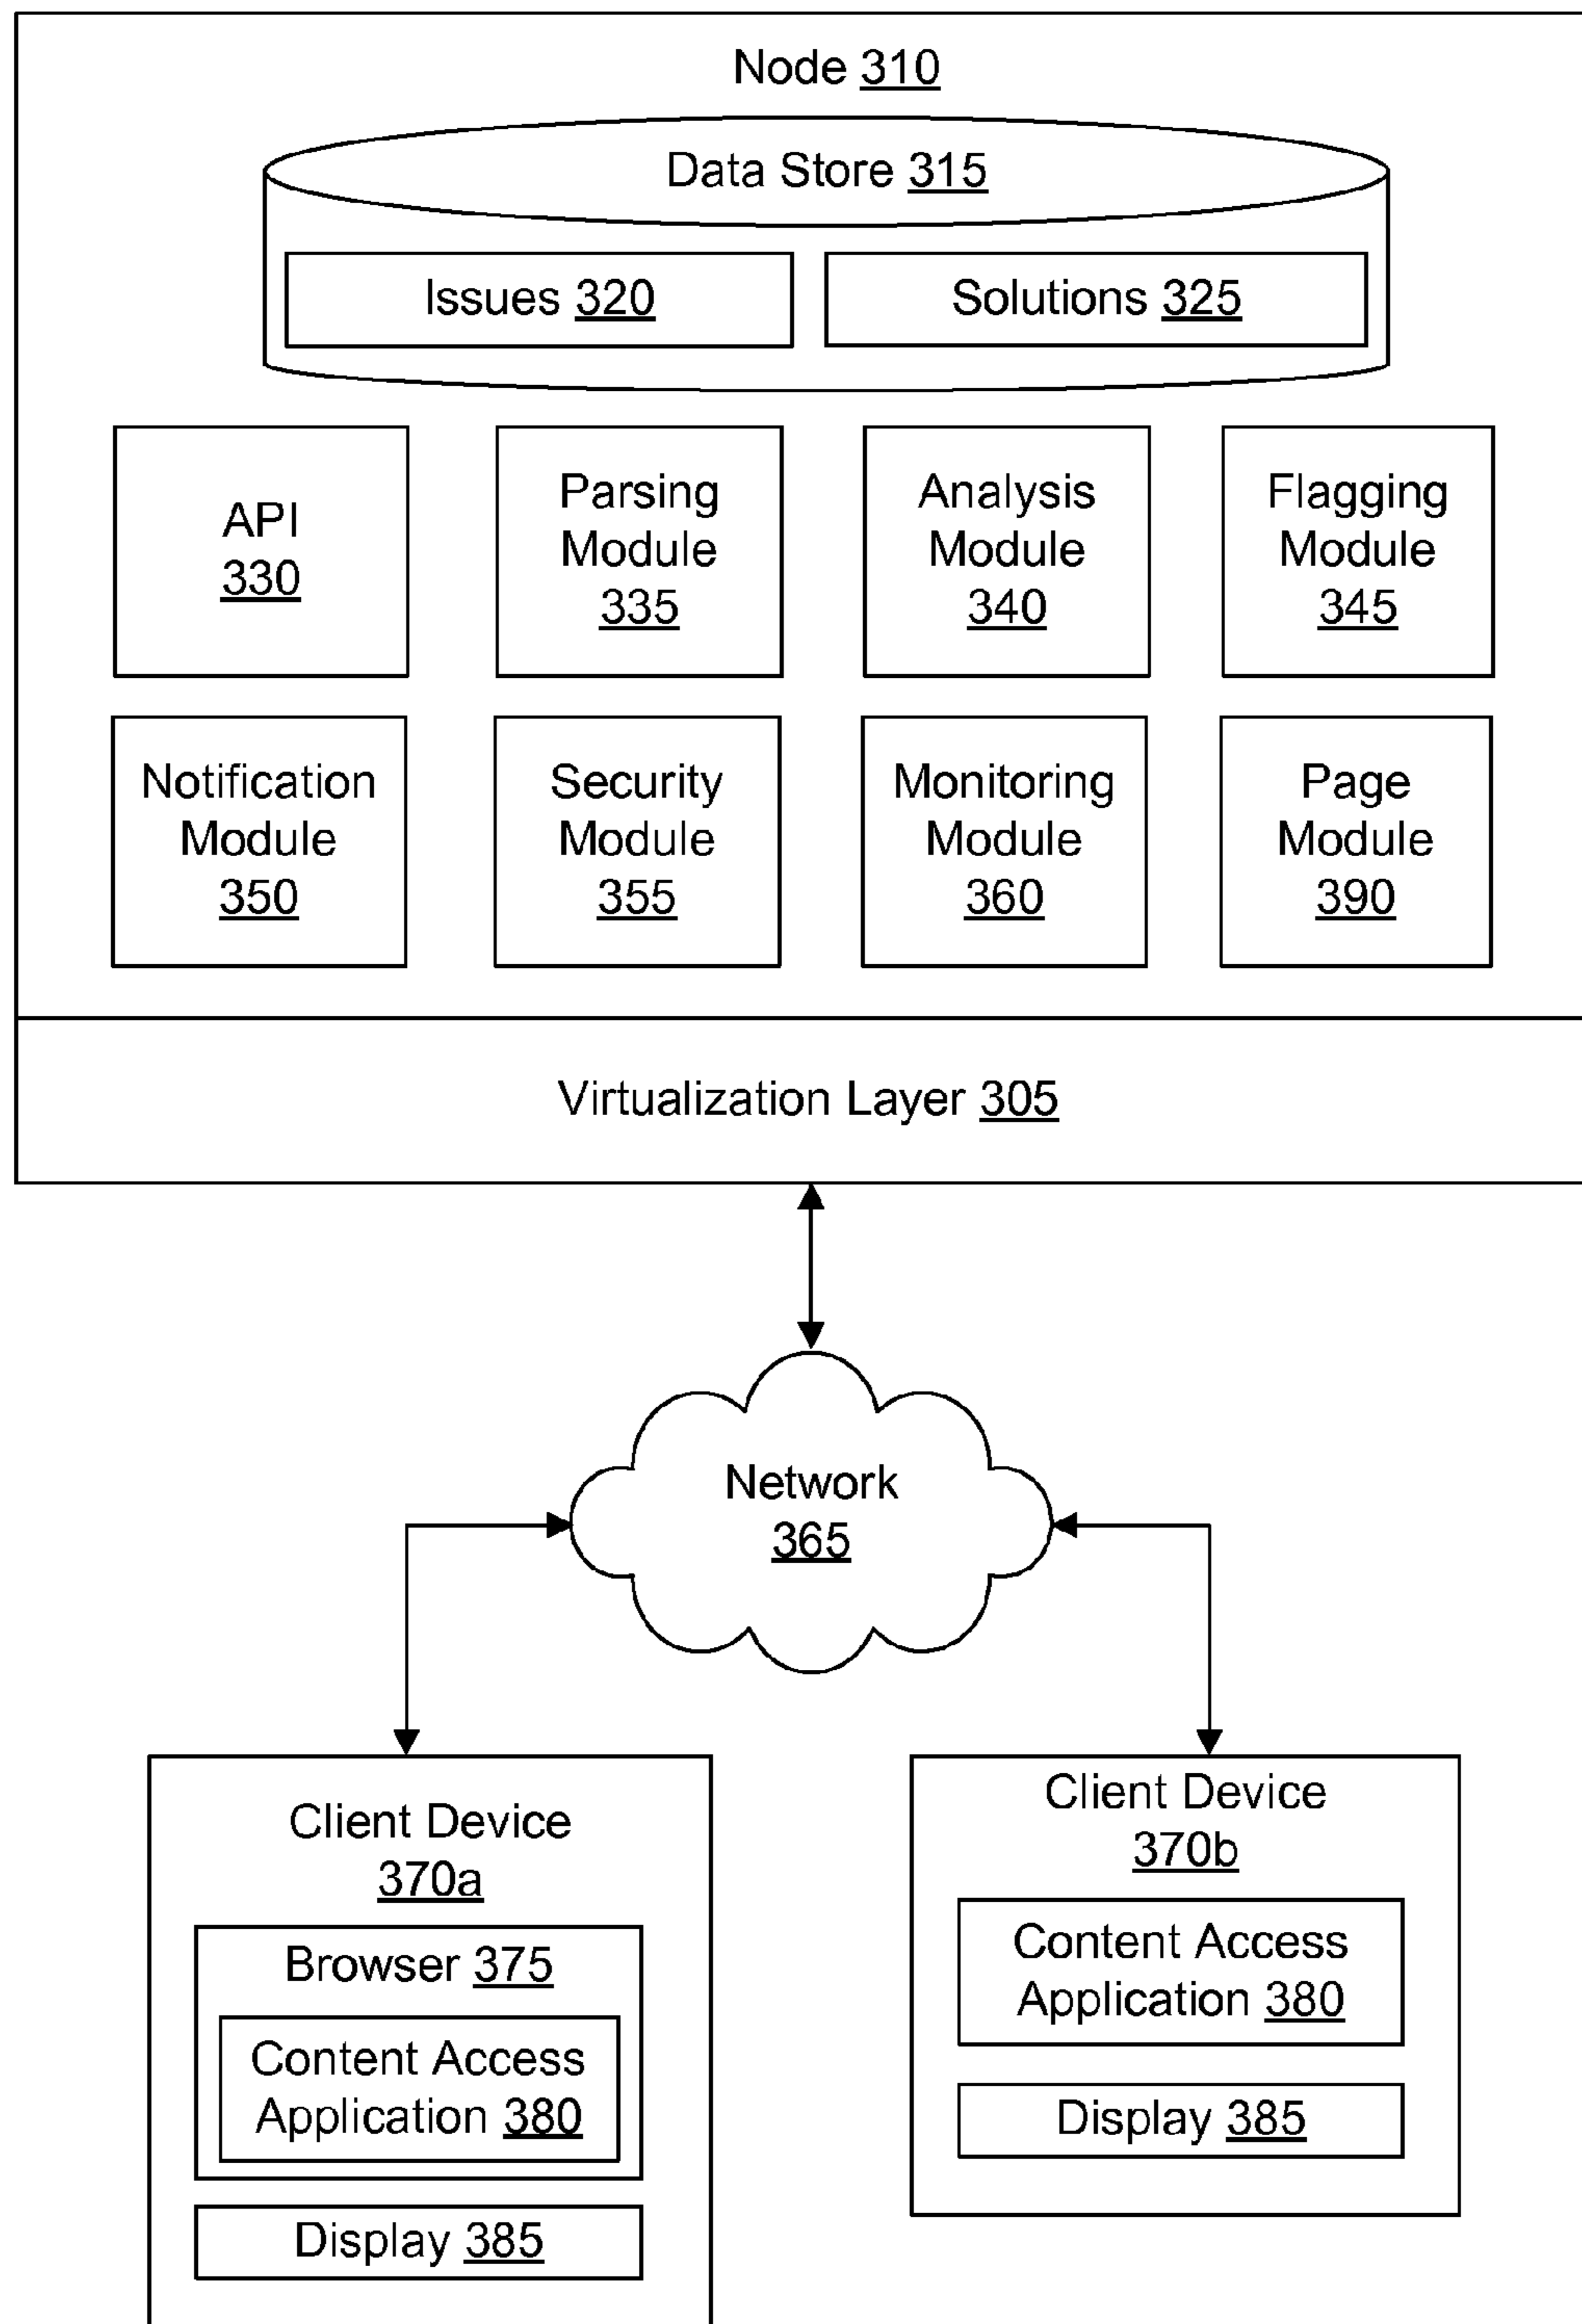 Node 310
Data Store 315
Issues 320
Solutions 325
API
330
Parsing
Module
335
Analysis
Module
340
Flagging
Module
345
Notification
Module
350
Security
Module
355
Monitoring
Module
360
Page
Module
390
Virtualization Layer 305
Network
365
Client Device
370a
Browser 375
Content Access
Application 380
Display 385
Client Device
370b
Content Access
Application 380
Display 385